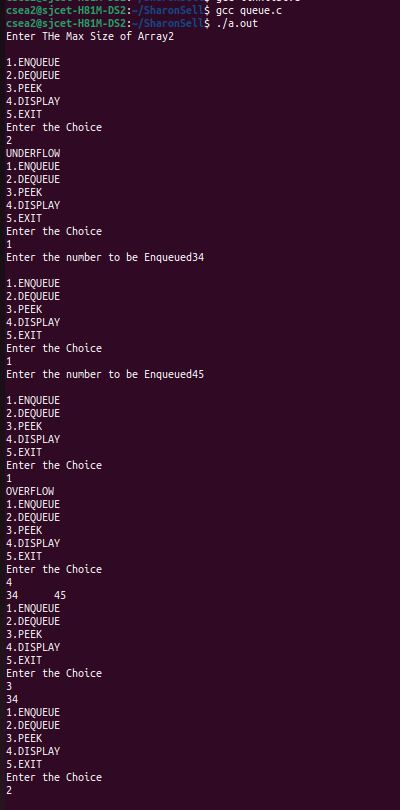 csea2@sjcet-H81M-DS2:~/SharonSell$ gcc queue.c
csea2@sjcet-H81M-DS2:~/SharonSell$ ./a.out
Enter THe Max Size of Array2

1.ENQUEUE
2.DEQUEUE
3.PEEK
4.DISPLAY
5.EXIT
Enter the Choice
2
UNDERFLOW
1.ENQUEUE
2.DEQUEUE
3.PEEK
4.DISPLAY
5.EXIT
Enter the Choice
1
Enter the number to be Enqueued34

1.ENQUEUE
2.DEQUEUE
3.PEEK
4.DISPLAY
5.EXIT
Enter the Choice
1
Enter the number to be Enqueued45

1.ENQUEUE
2.DEQUEUE
3.PEEK
4.DISPLAY
5.EXIT
Enter the Choice
1
OVERFLOW
1.ENQUEUE
2.DEQUEUE
3.PEEK
4.DISPLAY
5.EXIT
Enter the Choice
4
34      45
1.ENQUEUE
2.DEQUEUE
3.PEEK
4.DISPLAY
5.EXIT
Enter the Choice
3
34
1.ENQUEUE
2.DEQUEUE
3.PEEK
4.DISPLAY
5.EXIT
Enter the Choice
2